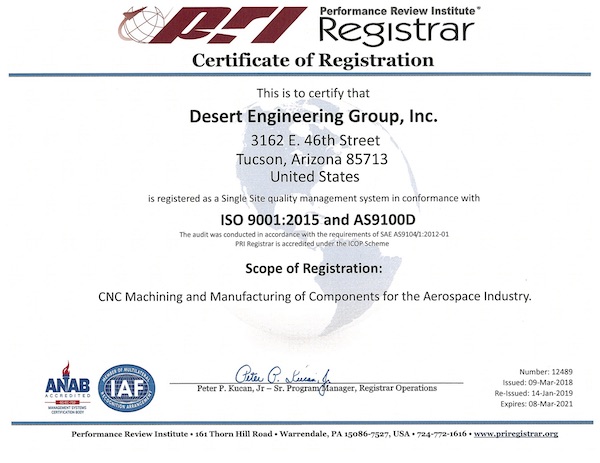 PRI
Performance Review Institute®
Registrar
Certificate of Registration
This is to certify that
Desert Engineering Group, Inc.
3162 E. 46th Street
Tucson, Arizona 85713
United States
is registered as a Single Site quality management system in conformance with
ISO 9001:2015 and AS9100D
The audit was conducted in accordance with the requirements of SAE AS9104/1:2012-01
PRI Registrar is accredited under the ICOP Scheme
Scope of Registration:
CNC Machining and Manufacturing of Components for the Aerospace Industry.
ANAB
ACCREDITED
MANAGEMENT SYSTEMS
CERTIFICATION BODY
MEMBER OF MULTILATERAL
IAF
RECOGNITION ARRANGEMENT
Peter P. Kucan, Jr
Peter P. Kucan, Jr – Sr. Program Manager, Registrar Operations
Number: 12489
Issued: 09-Mar-2018
Re-Issued: 14-Jan-2019
Expires: 08-Mar-2021
Performance Review Institute • 161 Thorn Hill Road • Warrendale, PA 15086-7527, USA • 724-772-1616 • www.priregistrar.org